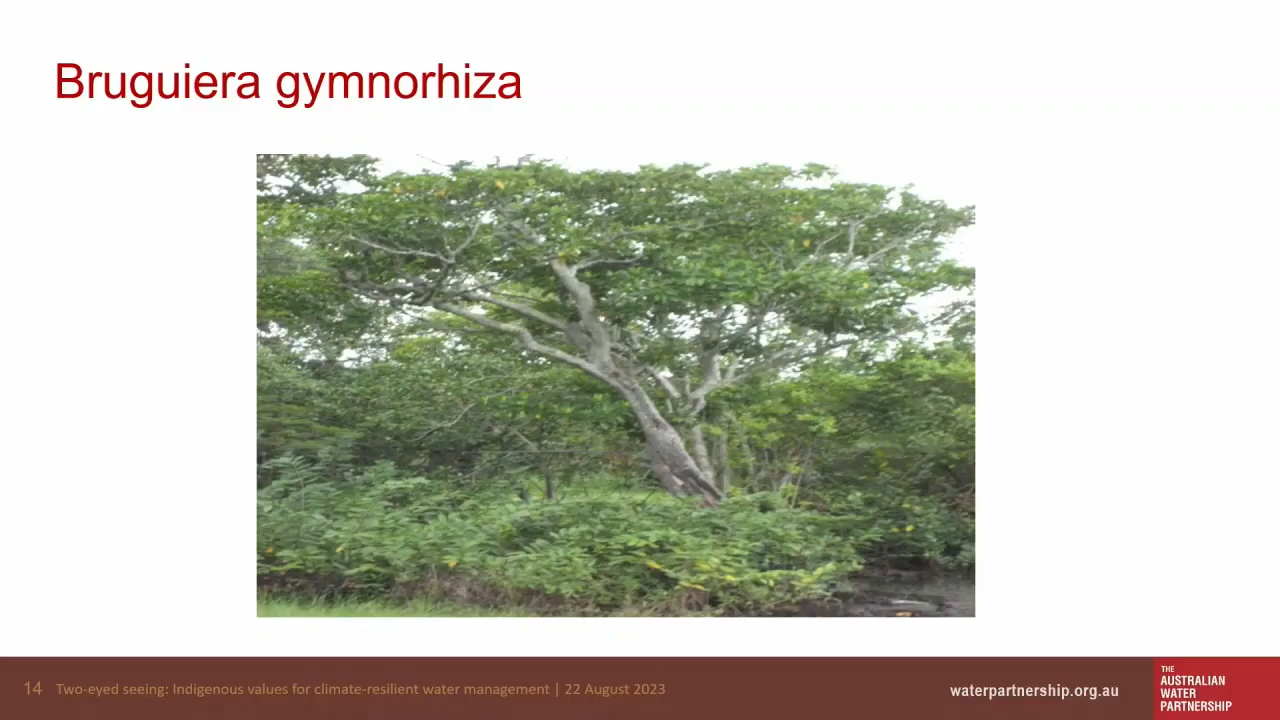 Bruguiera gymnorhiza
14 Two-eyed seeing: Indigenous values for climate-resilient water management | 22 August 2023
waterpartnership.org.au
THE
AUSTRALIAN
WATER
PARTNERSHIP